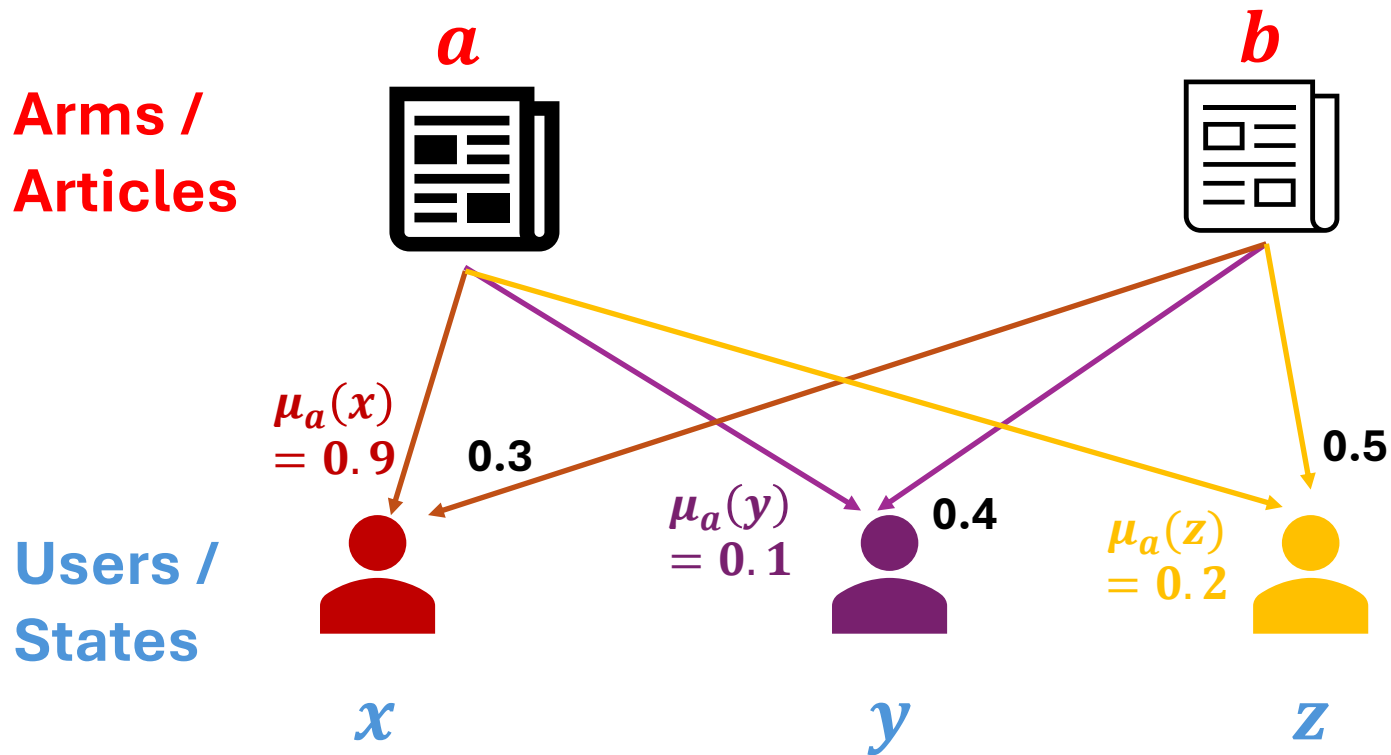 a
b
Arms /
Articles
μₐ(x)
= 0.9
0.3
0.5
μₐ(y)
= 0.1
0.4
μₐ(z)
= 0.2
Users /
States
x
y
z